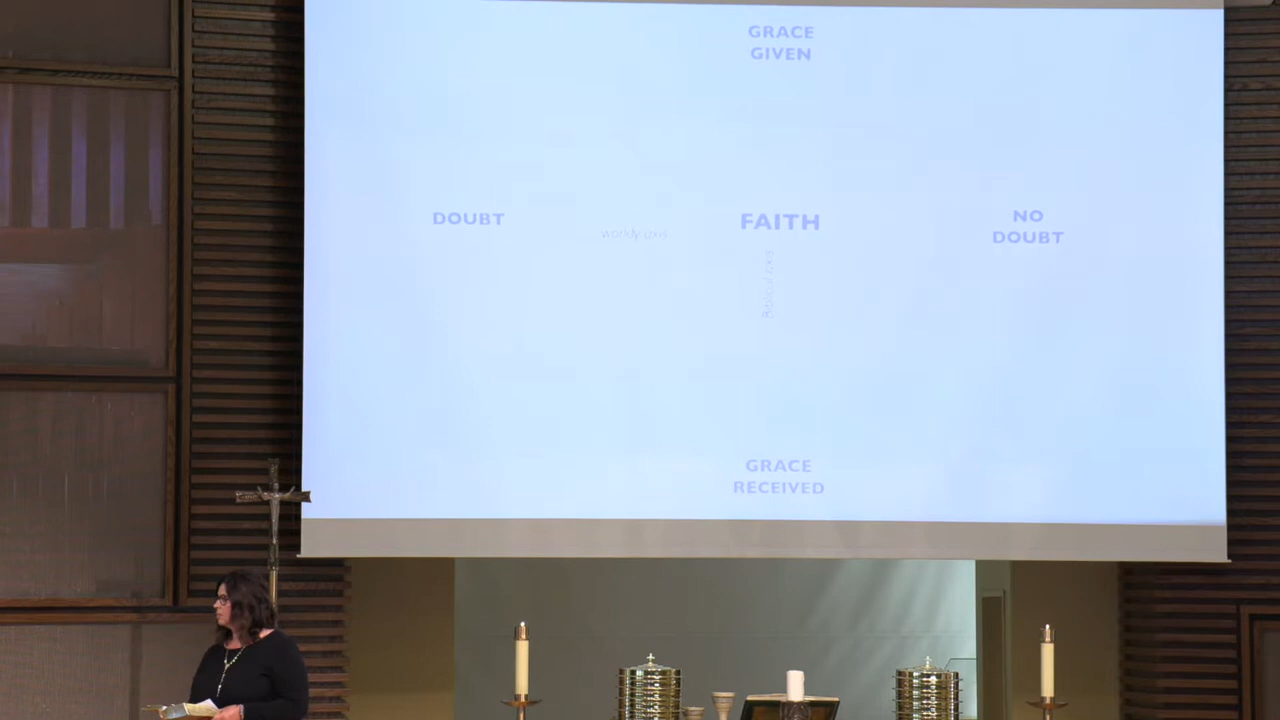 GRACE
GIVEN
DOUBT
worldly axis
FAITH
NO
DOUBT
Biblical axis
GRACE
RECEIVED